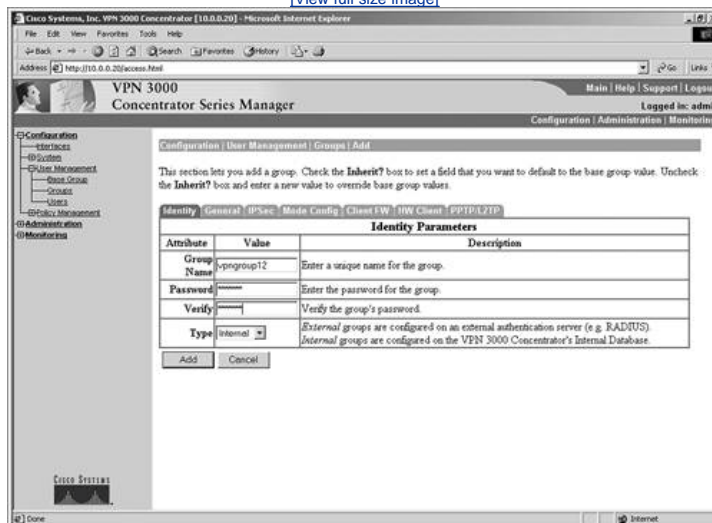 [View full size image]
Cisco Systems, Inc. VPN 3000 Concentrator [10.0.0.20] - Microsoft Internet Explorer
File Edit View Favorites Tools Help
Back Search Favorites History
Address http://10.0.0.20/access.html Go Links
VPN 3000
Concentrator Series Manager
Main | Help | Support | Logou
Logged in: admi
Configuration | Administration | Monitorin
Configuration
Interfaces
System
User Management
Base Group
Groups
Users
Policy Management
Administration
Monitoring
Configuration | User Management | Groups | Add
This section lets you add a group. Check the Inherit? box to set a field that you want to default to the base group value. Uncheck
the Inherit? box and enter a new value to override base group values.
Identity General IPSec Mode Config Client FW HW Client PPTP/L2TP
Identity Parameters
Attribute Value Description
Group Name vpngroup12 Enter a unique name for the group.
Password ******* Enter the password for the group.
Verify ******* Verify the group's password.
Type Internal External groups are configured on an external authentication server (e.g. RADIUS).
Internal groups are configured on the VPN 3000 Concentrator's Internal Database.
Add Cancel
Cisco Systems
Done Internet